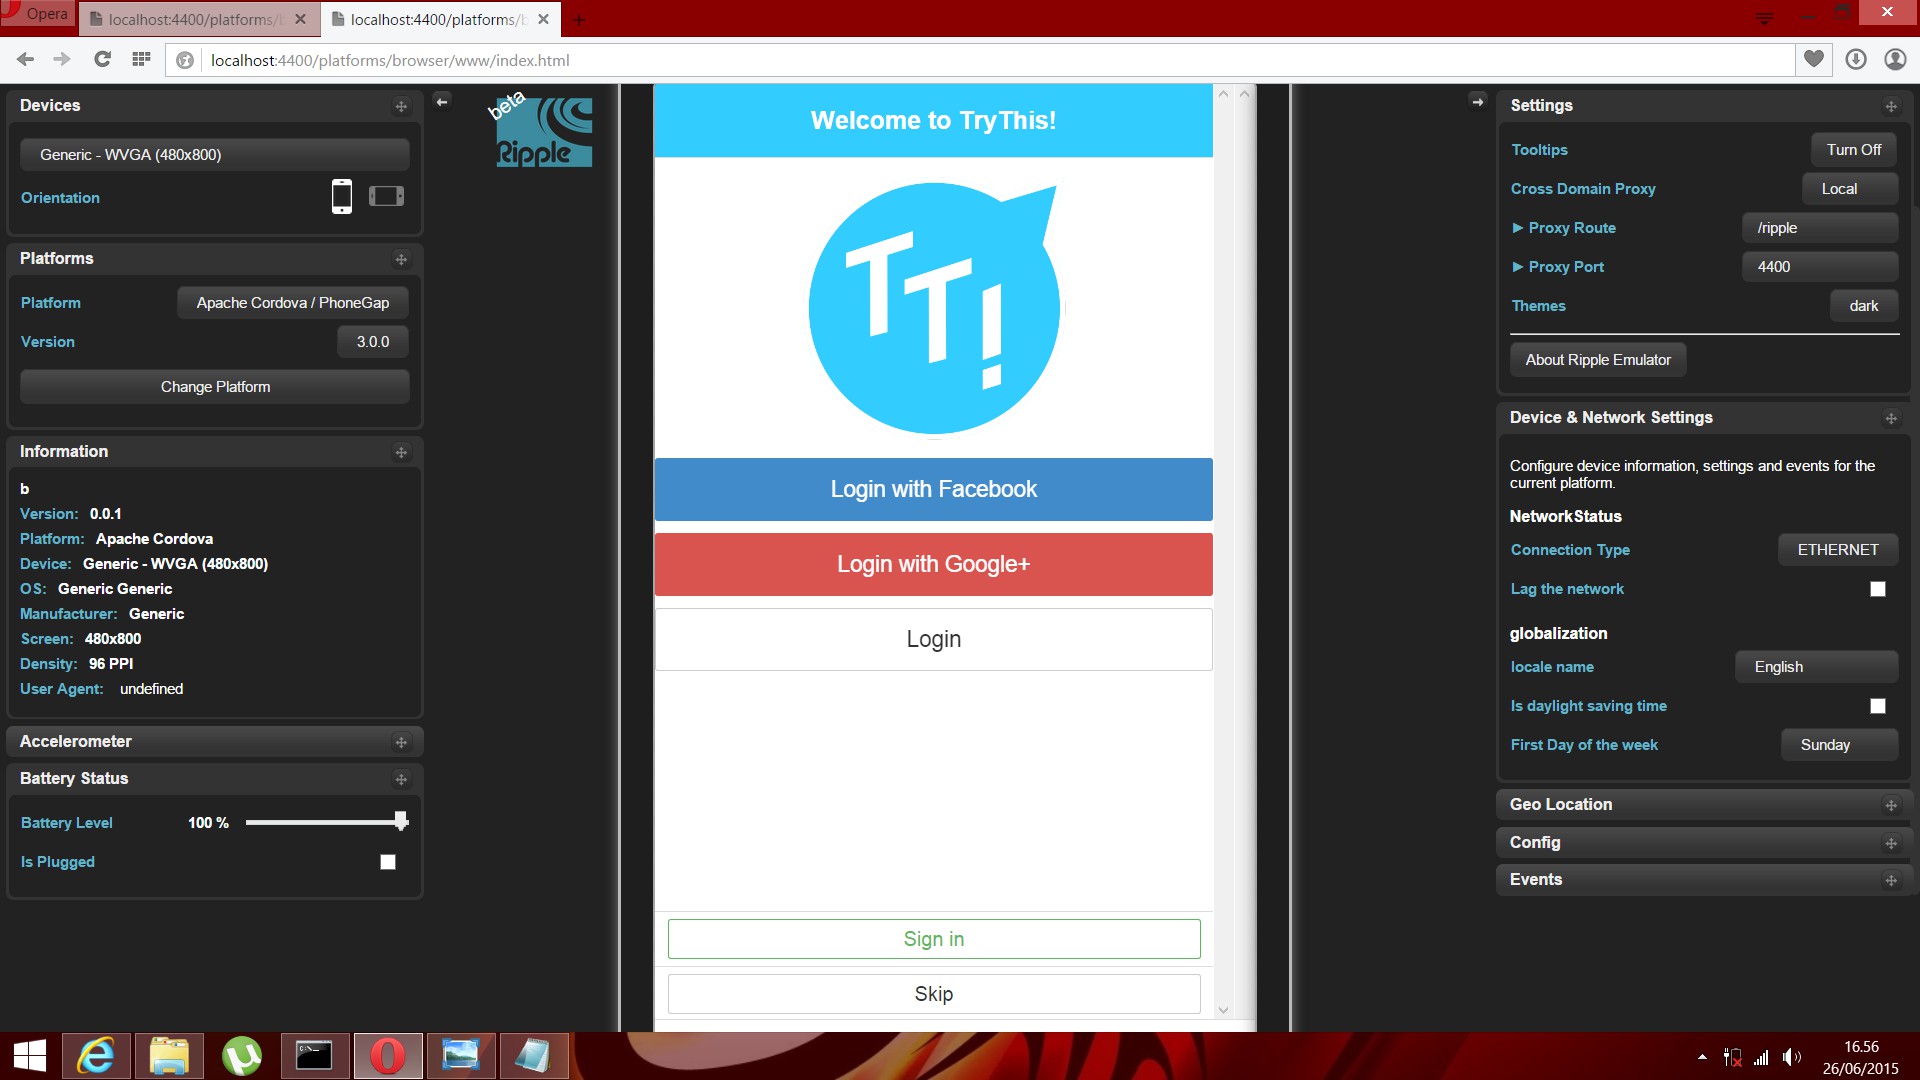 Opera
localhost:4400/platforms/b
localhost:4400/platforms/b
localhost:4400/platforms/browser/www/index.html
Devices
Generic - WVGA (480x800)
Orientation
Platforms
Platform
Apache Cordova / PhoneGap
Version
3.0.0
Change Platform
Information
b
Version: 0.0.1
Platform: Apache Cordova
Device: Generic - WVGA (480x800)
OS: Generic Generic
Manufacturer: Generic
Screen: 480x800
Density: 96 PPI
User Agent: undefined
Accelerometer
Battery Status
Battery Level 100 %
Is Plugged
beta
Ripple
Welcome to TryThis!
TT!
Login with Facebook
Login with Google+
Login
Sign in
Skip
Settings
Tooltips
Turn Off
Cross Domain Proxy
Local
Proxy Route
/ripple
Proxy Port
4400
Themes
dark
About Ripple Emulator
Device & Network Settings
Configure device information, settings and events for the
current platform.
NetworkStatus
Connection Type
ETHERNET
Lag the network
globalization
locale name
English
Is daylight saving time
First Day of the week
Sunday
Geo Location
Config
Events
16.56
26/06/2015